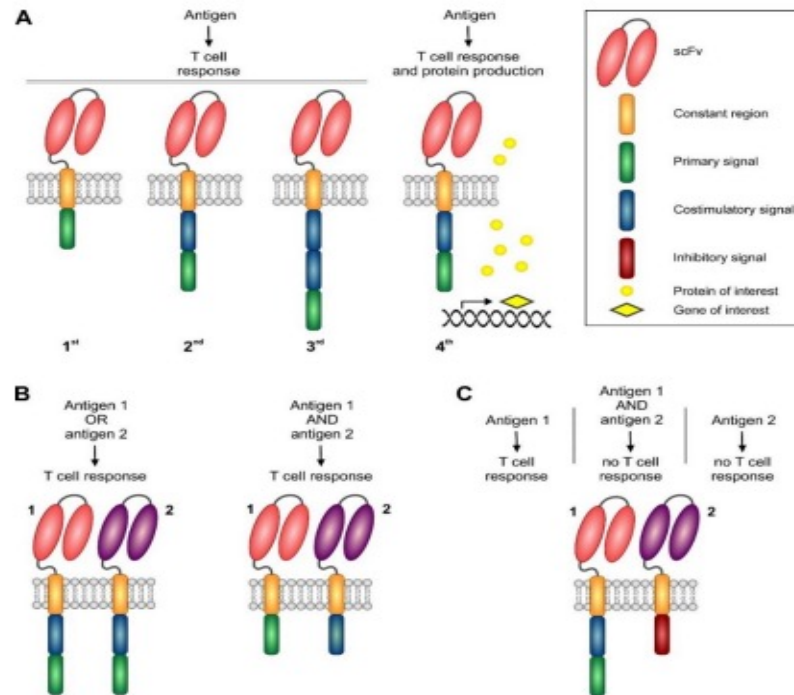 A
Antigen
T cell
response
Antigen
T cell response
and protein production
1st
2nd
3rd
4th
scFv
Constant region
Primary signal
Costimulatory signal
Inhibitory signal
Protein of interest
Gene of interest
B
Antigen 1
OR
antigen 2
T cell response
1
2
Antigen 1
AND
antigen 2
T cell response
1
2
C
Antigen 1
T cell
response
Antigen 1
AND
antigen 2
no T cell
response
Antigen 2
no T cell
response
1
2